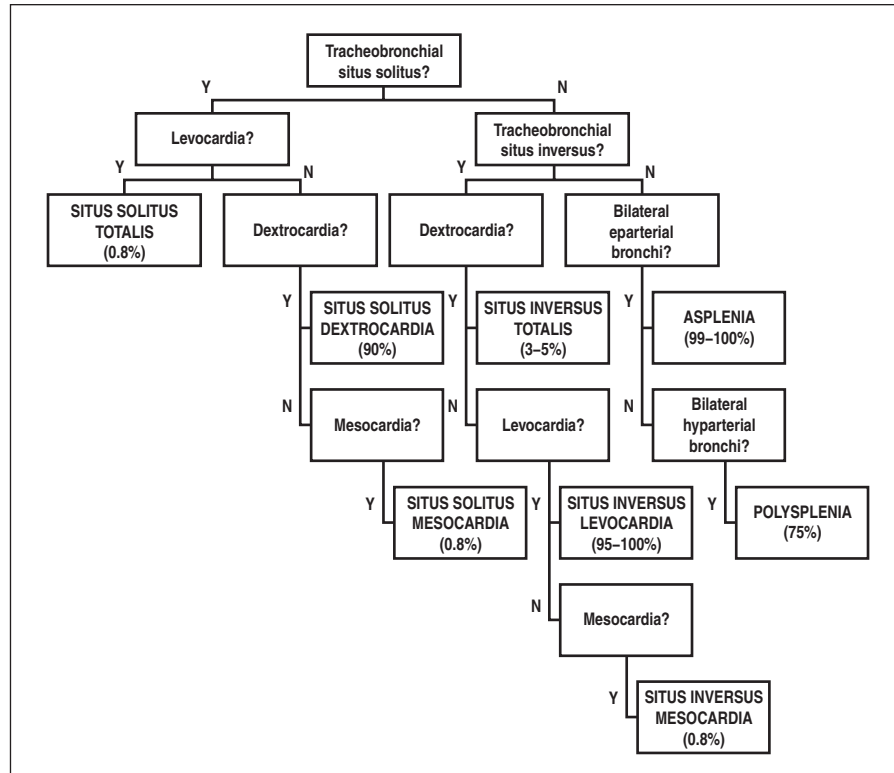 Tracheobronchial
situs solitus?
Y
N
Levocardia?
Tracheobronchial
situs inversus?
Y
N
Y
N
SITUS SOLITUS
TOTALIS
(0.8%)
Dextrocardia?
Dextrocardia?
Bilateral
eparterial
bronchi?
Y
SITUS SOLITUS
DEXTROCARDIA
(90%)
Y
SITUS INVERSUS
TOTALIS
(3–5%)
Y
ASPLENIA
(99–100%)
N
Mesocardia?
N
Levocardia?
N
Bilateral
hyparterial
bronchi?
Y
SITUS SOLITUS
MESOCARDIA
(0.8%)
Y
SITUS INVERSUS
LEVOCARDIA
(95–100%)
Y
POLYSPLENIA
(75%)
N
Mesocardia?
Y
SITUS INVERSUS
MESOCARDIA
(0.8%)